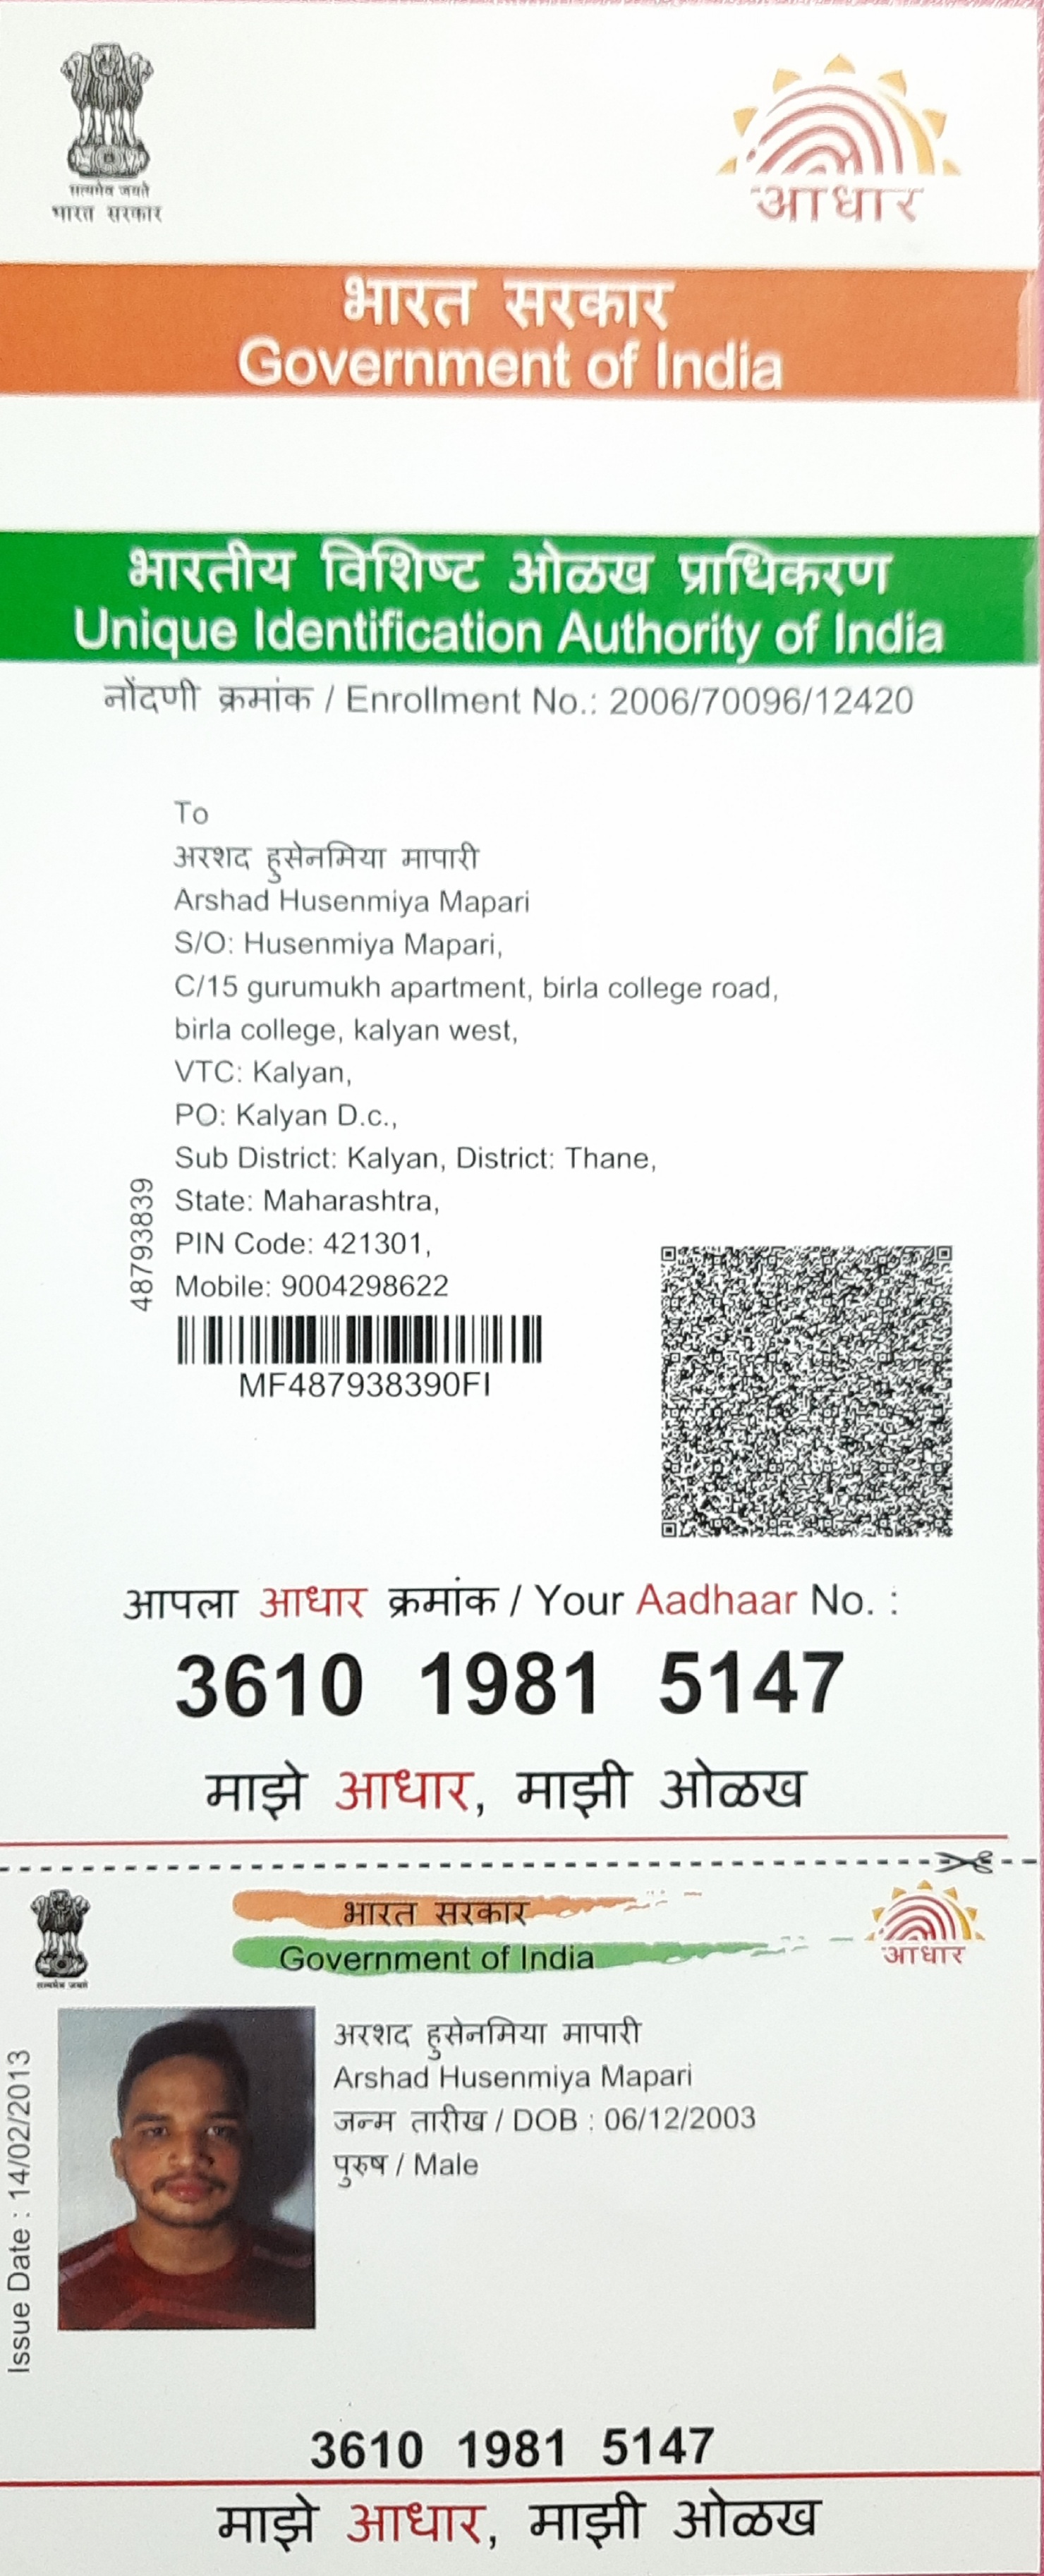 सत्यमेव जयते
भारत सरकार
आधार
भारत सरकार
Government of India
भारतीय विशिष्ट ओळख प्राधिकरण
Unique Identification Authority of India
नोंदणी क्रमांक / Enrollment No.: 2006/70096/12420
To
अरशद हुसेनमिया मापारी
Arshad Husenmiya Mapari
S/O: Husenmiya Mapari,
C/15 gurumukh apartment, birla college road,
birla college, kalyan west,
VTC: Kalyan,
PO: Kalyan D.c.,
Sub District: Kalyan, District: Thane,
State: Maharashtra,
PIN Code: 421301,
Mobile: 9004298622
48793839
MF487938390FI
आपला आधार क्रमांक / Your Aadhaar No. :
3610 1981 5147
माझे आधार, माझी ओळख
सत्यमेव जयते
भारत सरकार
Government of India
आधार
Issue Date : 14/02/2013
अरशद हुसेनमिया मापारी
Arshad Husenmiya Mapari
जन्म तारीख / DOB : 06/12/2003
पुरुष / Male
3610 1981 5147
माझे आधार, माझी ओळख